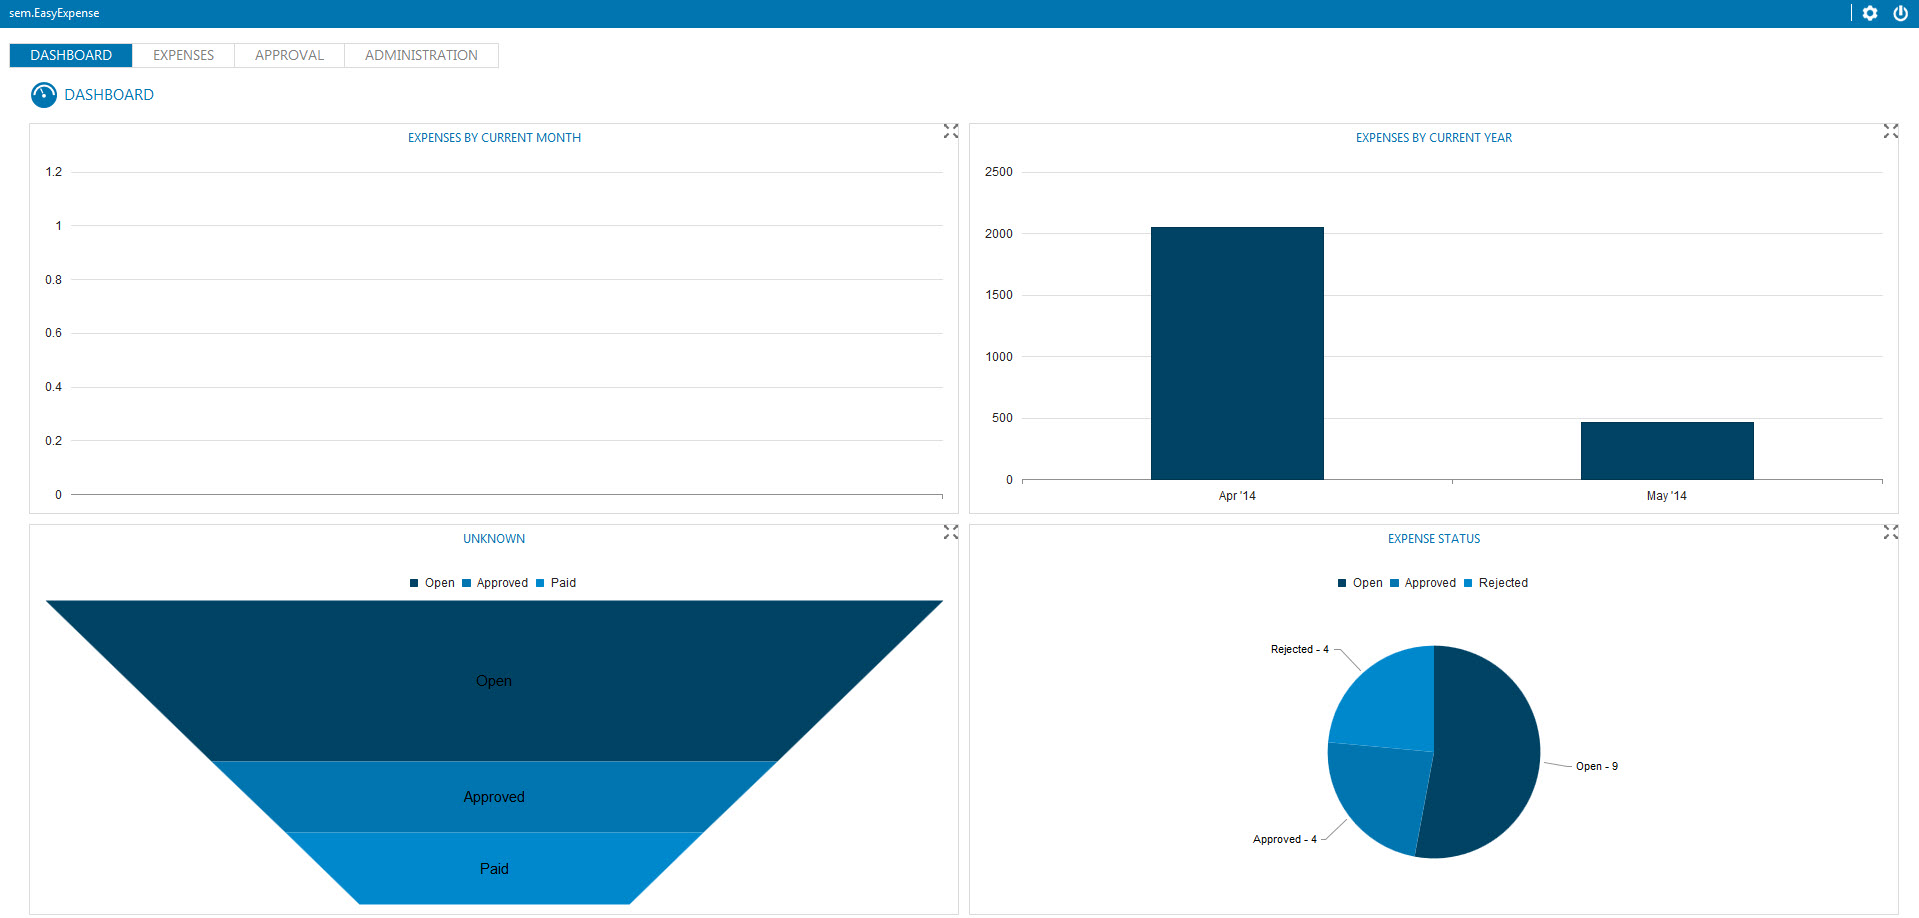 sem.EasyExpense
DASHBOARD EXPENSES APPROVAL ADMINISTRATION
DASHBOARD
EXPENSES BY CURRENT MONTH
1.2
1
0.8
0.6
0.4
0.2
0
EXPENSES BY CURRENT YEAR
2500
2000
1500
1000
500
0
Apr '14 May '14
UNKNOWN
Open Approved Paid
Open
Approved
Paid
EXPENSE STATUS
Open Approved Rejected
Rejected - 4
Open - 9
Approved - 4